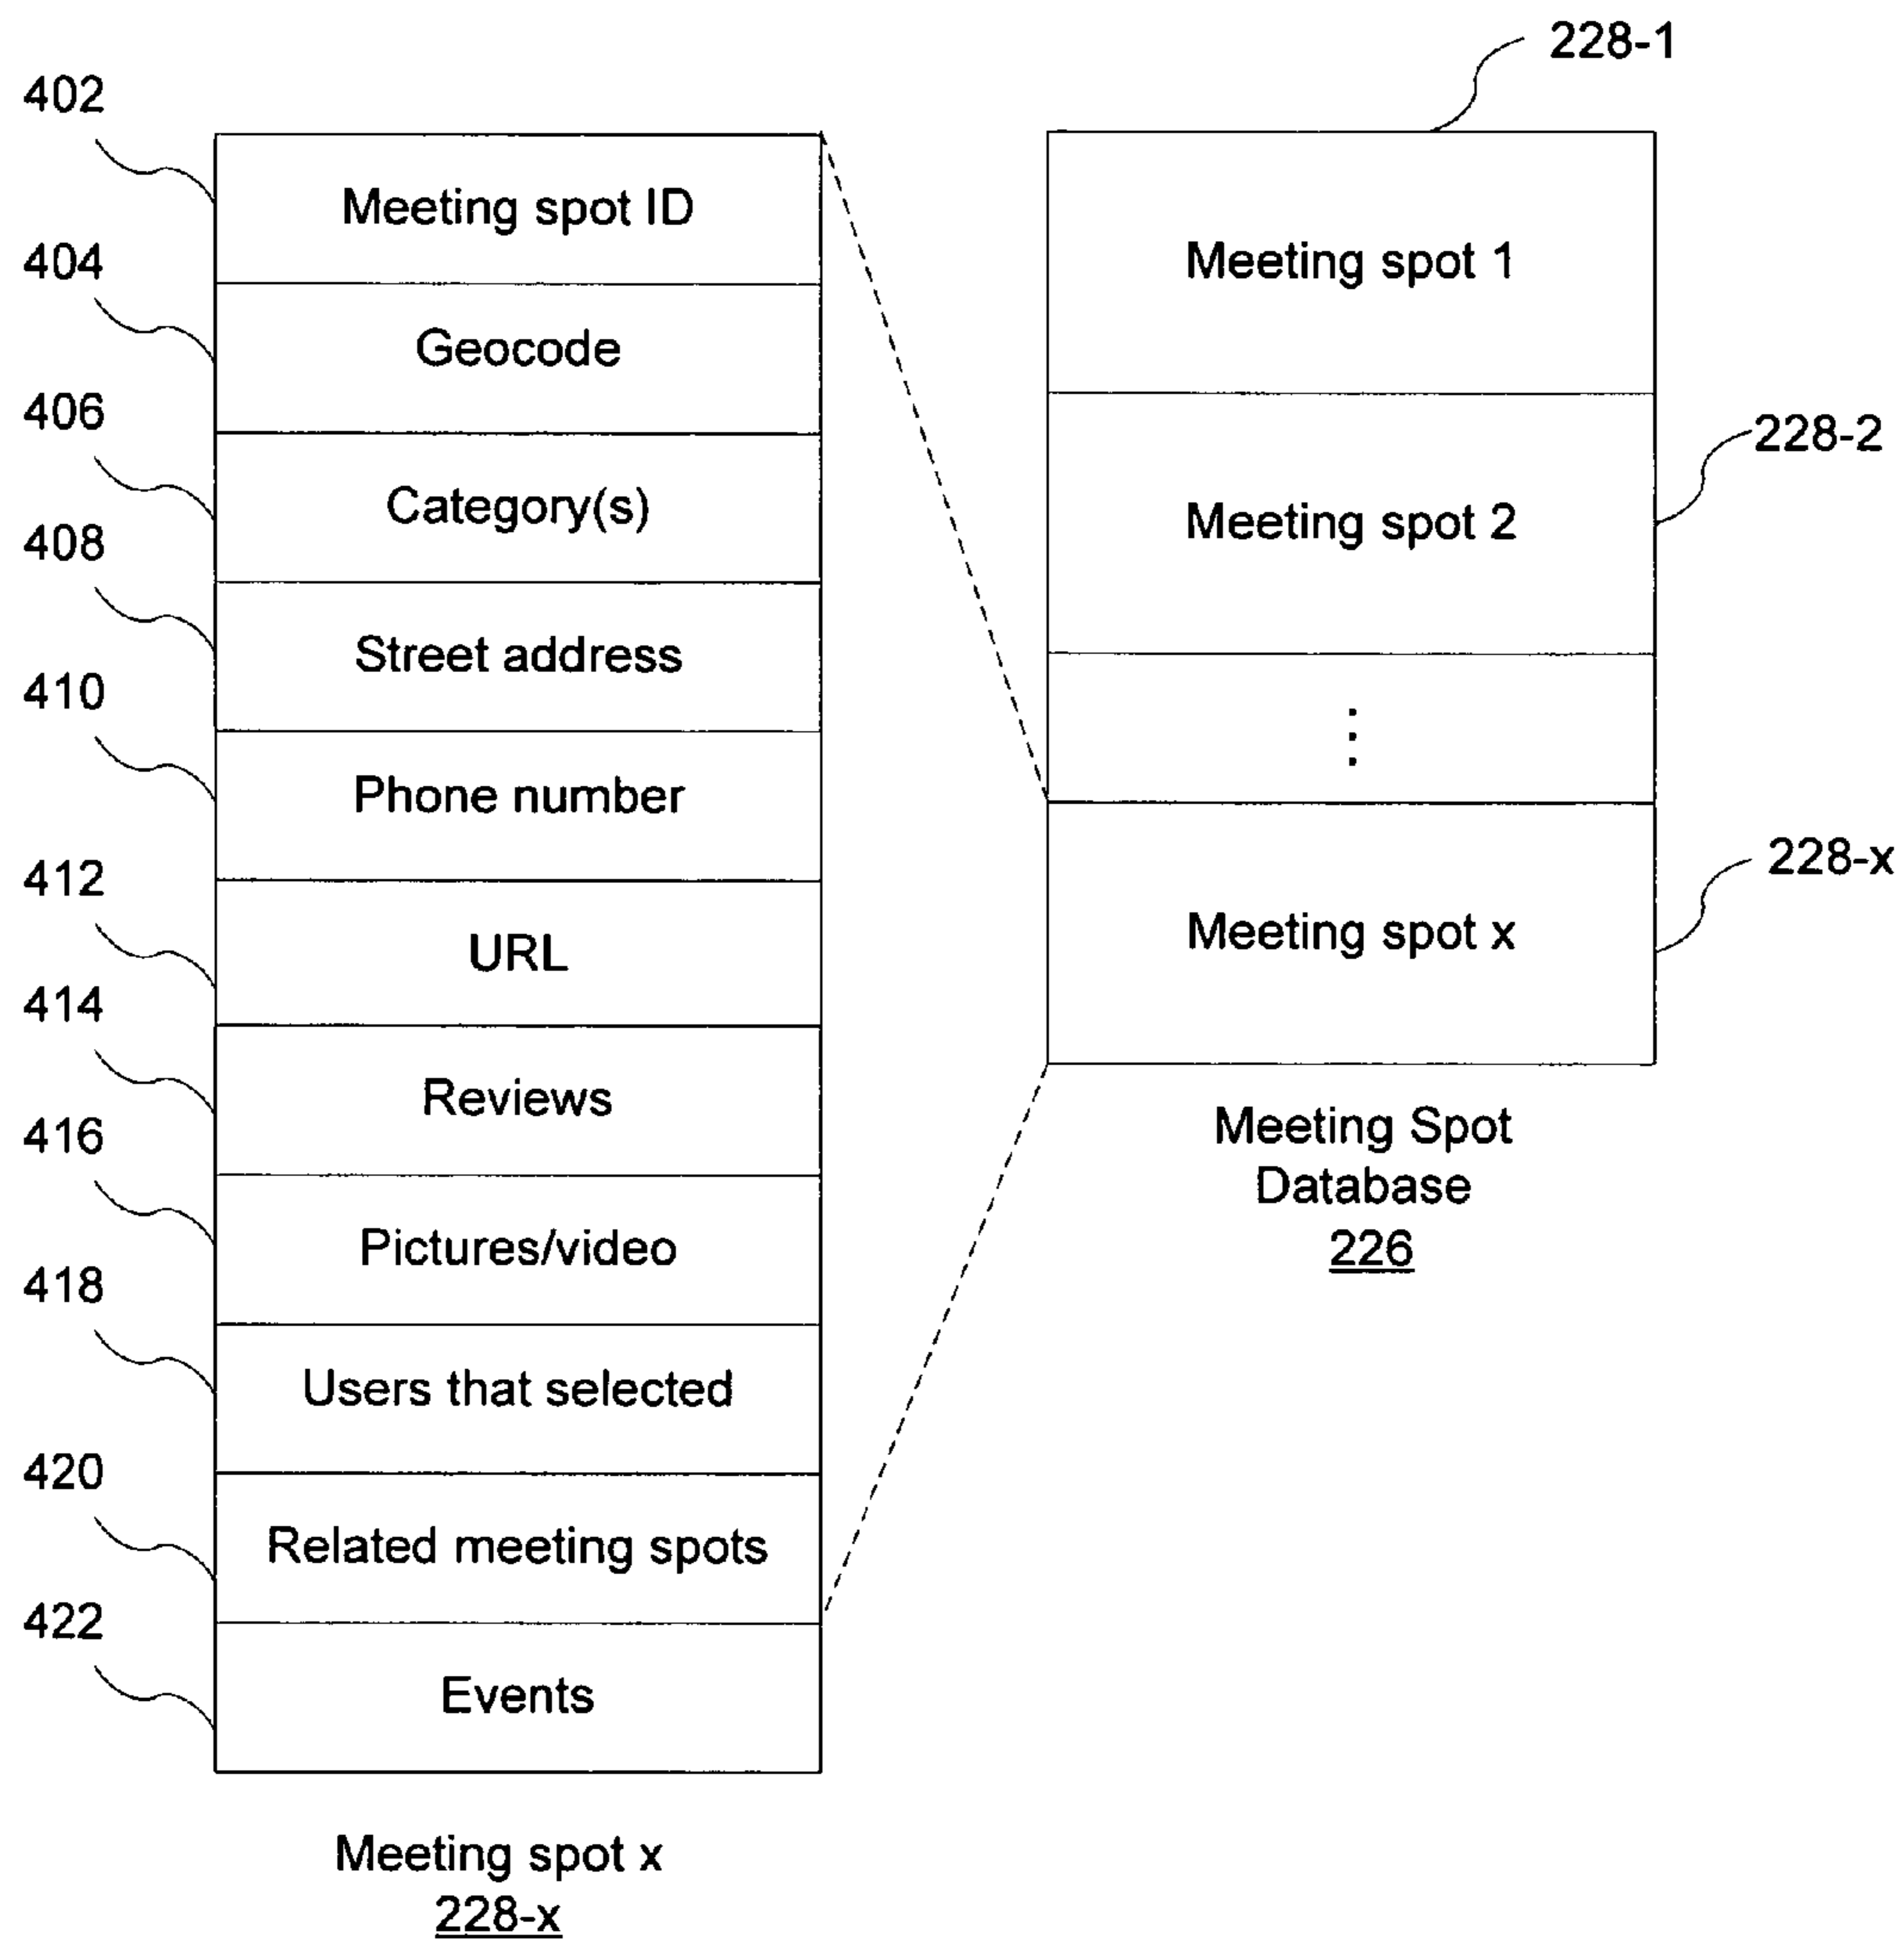 228-1
402
Meeting spot ID
Meeting spot 1
404
Geocode
406
228-2
Category(s)
Meeting spot 2
408
Street address
410
Phone number
412
228-x
URL
Meeting spot x
414
Reviews
416
Meeting Spot
Database
226
Pictures/video
418
Users that selected
420
Related meeting spots
422
Events
Meeting spot x
228-x